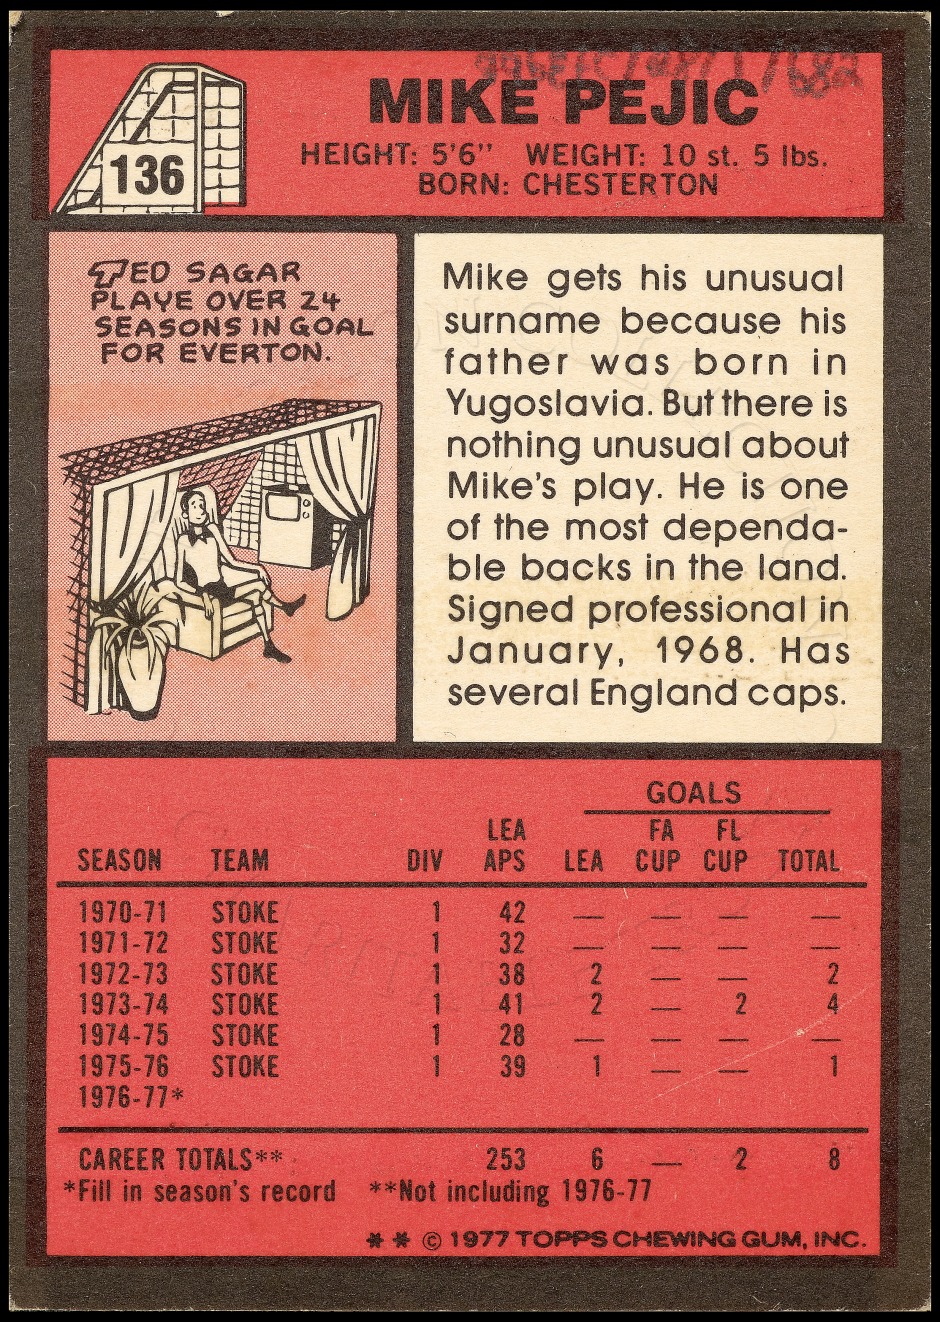 136
MIKE PEJIC
HEIGHT: 5'6" WEIGHT: 10 st. 5 lbs.
BORN: CHESTERTON
TED SAGAR
PLAYE OVER 24
SEASONS IN GOAL
FOR EVERTON.
Mike gets his unusual
surname because his
father was born in
Yugoslavia. But there is
nothing unusual about
Mike's play. He is one
of the most dependa-
ble backs in the land.
Signed professional in
January, 1968. Has
several England caps.
GOALS
LEA FA FL
SEASON TEAM DIV APS LEA CUP CUP TOTAL
1970-71 STOKE 1 42 — — — —
1971-72 STOKE 1 32 — — — —
1972-73 STOKE 1 38 2 — — 2
1973-74 STOKE 1 41 2 — 2 4
1974-75 STOKE 1 28 — — — —
1975-76 STOKE 1 39 1 — — 1
1976-77*
CAREER TOTALS** 253 6 — 2 8
*Fill in season's record **Not including 1976-77
* * © 1977 TOPPS CHEWING GUM, INC.